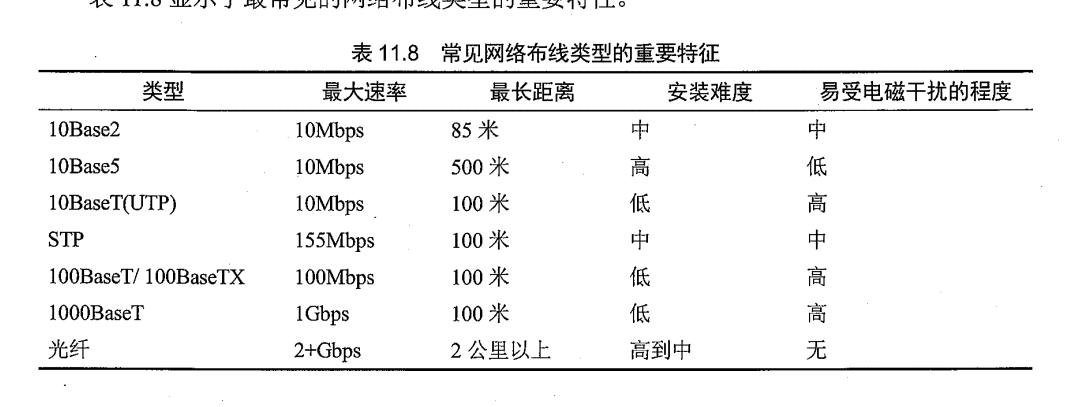 表 11.8 显示了最常见的网络布线类型的重要特性。
表 11.8 常见网络布线类型的重要特征
类型 最大速率 最长距离 安装难度 易受电磁干扰的程度
10Base2 10Mbps 85 米 中 中
10Base5 10Mbps 500 米 高 低
10BaseT(UTP) 10Mbps 100 米 低 高
STP 155Mbps 100 米 中 中
100BaseT/ 100BaseTX 100Mbps 100 米 低 高
1000BaseT 1Gbps 100 米 低 高
光纤 2+Gbps 2 公里以上 高到中 无